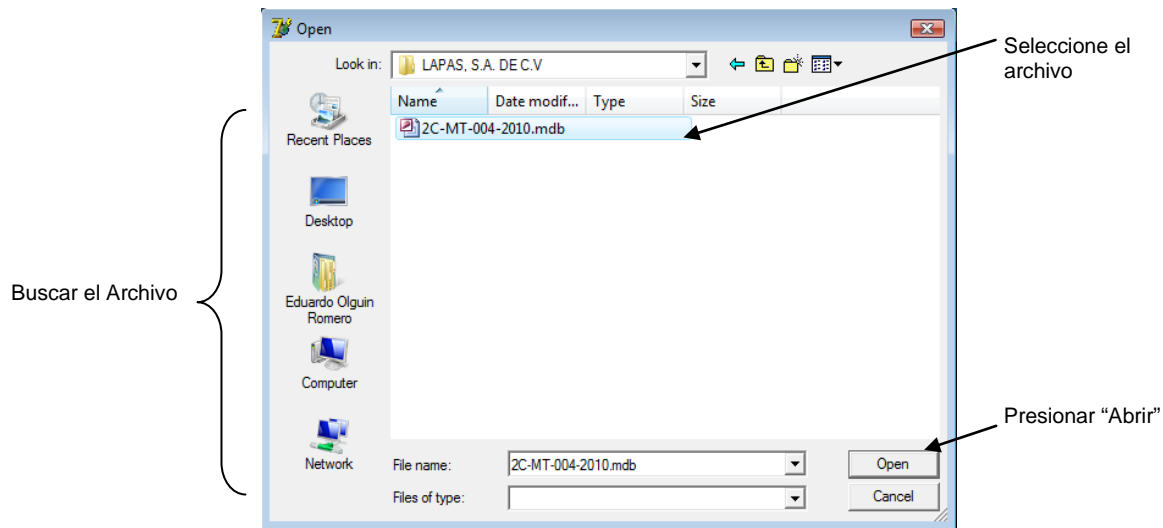 Open
Look in:
LAPAS, S.A. DE C.V
Seleccione el
archivo
Name
Date modif...
Type
Size
2C-MT-004-2010.mdb
Recent Places
Desktop
Buscar el Archivo
Eduardo Olguin
Romero
Computer
Network
Presionar “Abrir”
File name:
2C-MT-004-2010.mdb
Open
Files of type:
Cancel